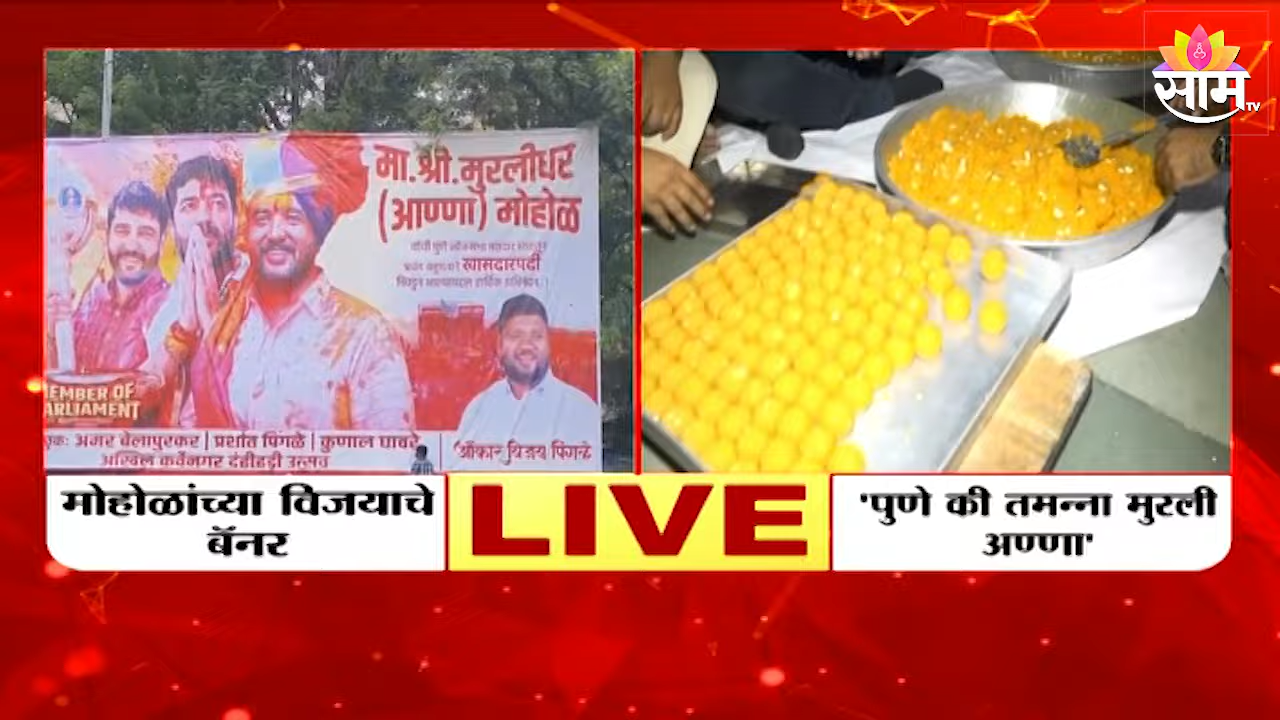 साम TV
मा. श्री. मुरलीधर
(आण्णा) मोहोळ
खासदारपदी
MEMBER OF
PARLIAMENT
अमर बेलापुरकर | प्रशांत पिंगळे | कुणाल घावरे
अखिल कर्वेनगर दहीहंडी उत्सव
ओंकार विजय पिंगळे
मोहोळांच्या विजयाचे
बॅनर
LIVE
'पुणे की तमन्ना मुरली
अण्णा'